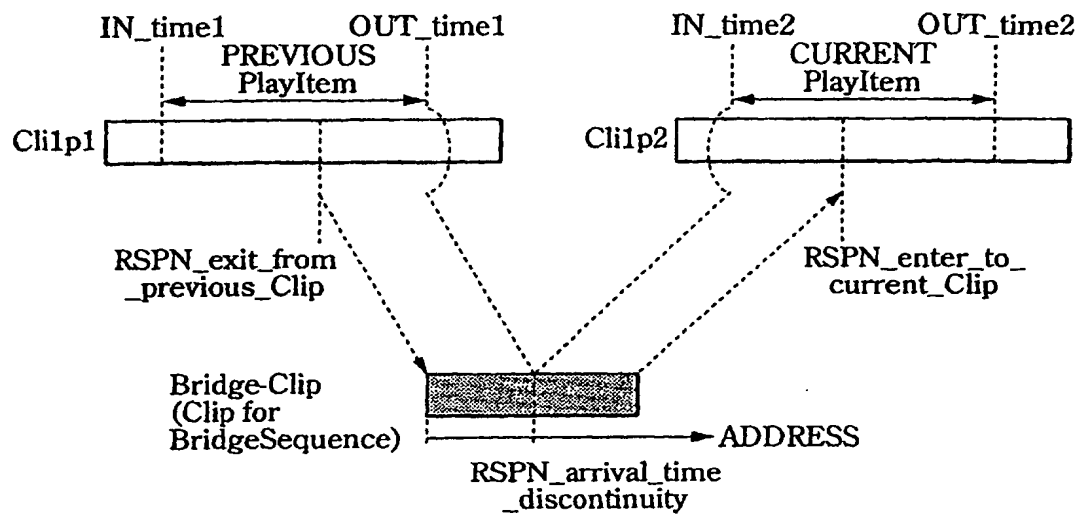 IN_time1
OUT_time1
IN_time2
OUT_time2
PREVIOUS
PlayItem
CURRENT
PlayItem
Cli1p1
Cli1p2
RSPN_exit_from
_previous_Clip
RSPN_enter_to_
current_Clip
Bridge-Clip
(Clip for
BridgeSequence)
ADDRESS
RSPN_arrival_time
_discontinuity